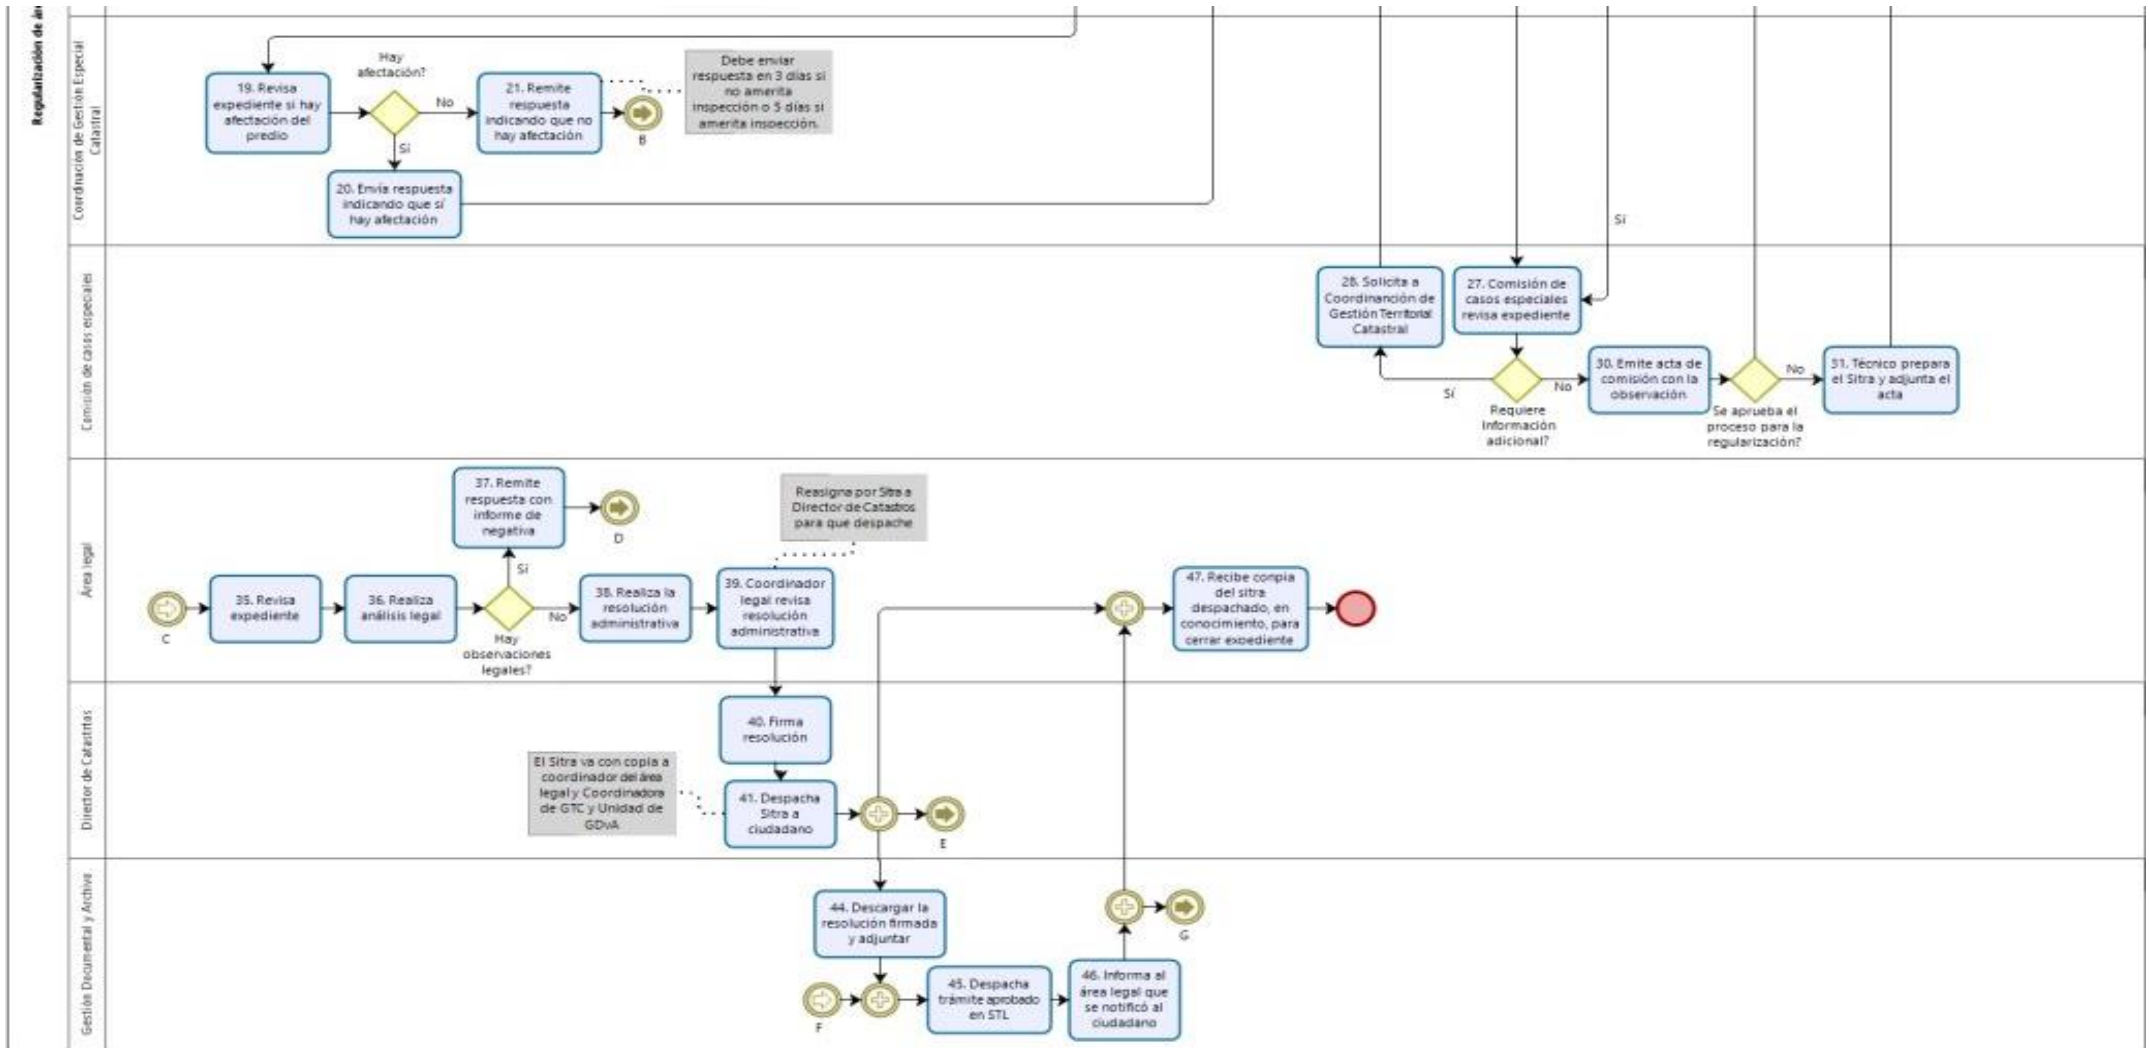 Regularización de ár
Coordinación de Gestión Especial
Catastral
19. Revisa
expediente si hay
afectación del
predio
Hay
afectación?
No
Sí
21. Remite
respuesta
indicando que no
hay afectación
B
Debe enviar
respuesta en 3 días si
no amerita
inspección o 5 días si
amerita inspección.
20. Envía respuesta
indicando que sí
hay afectación
Sí
Comisión de casos especiales
28. Solicita a
Coordinanción de
Gestión Territorial
Catastral
27. Comisión de
casos especiales
revisa expediente
Sí
No
Requiere
información
adicional?
30. Emite acta de
comisión con la
observación
No
Se aprueba el
proceso para la
regularización?
31. Técnico prepara
el Sitra y adjunta el
acta
Área legal
37. Remite
respuesta con
informe de
negativa
D
Reasigna por Sitra a
Director de Catastros
para que despache
C
35. Revisa
expediente
36. Realiza
análisis legal
Sí
No
Hay
observaciones
legales?
38. Realiza la
resolución
administrativa
39. Coordinador
legal revisa
resolución
administrativa
47. Recibe conpia
del sitra
despachado, en
conocimiento, para
cerrar expediente
Director de Catastros
40. Firma
resolución
El Sitra va con copia a
coordinador del área
legal y Coordinadora
de GTC y Unidad de
GDyA
41. Despacha
Sitra a
ciudadano
E
Gestión Documental y Archivo
44. Descargar la
resolución firmada
y adjuntar
G
F
45. Despacha
trámite aprobado
en STL
46. Informa al
área legal que
se notificó al
ciudadano